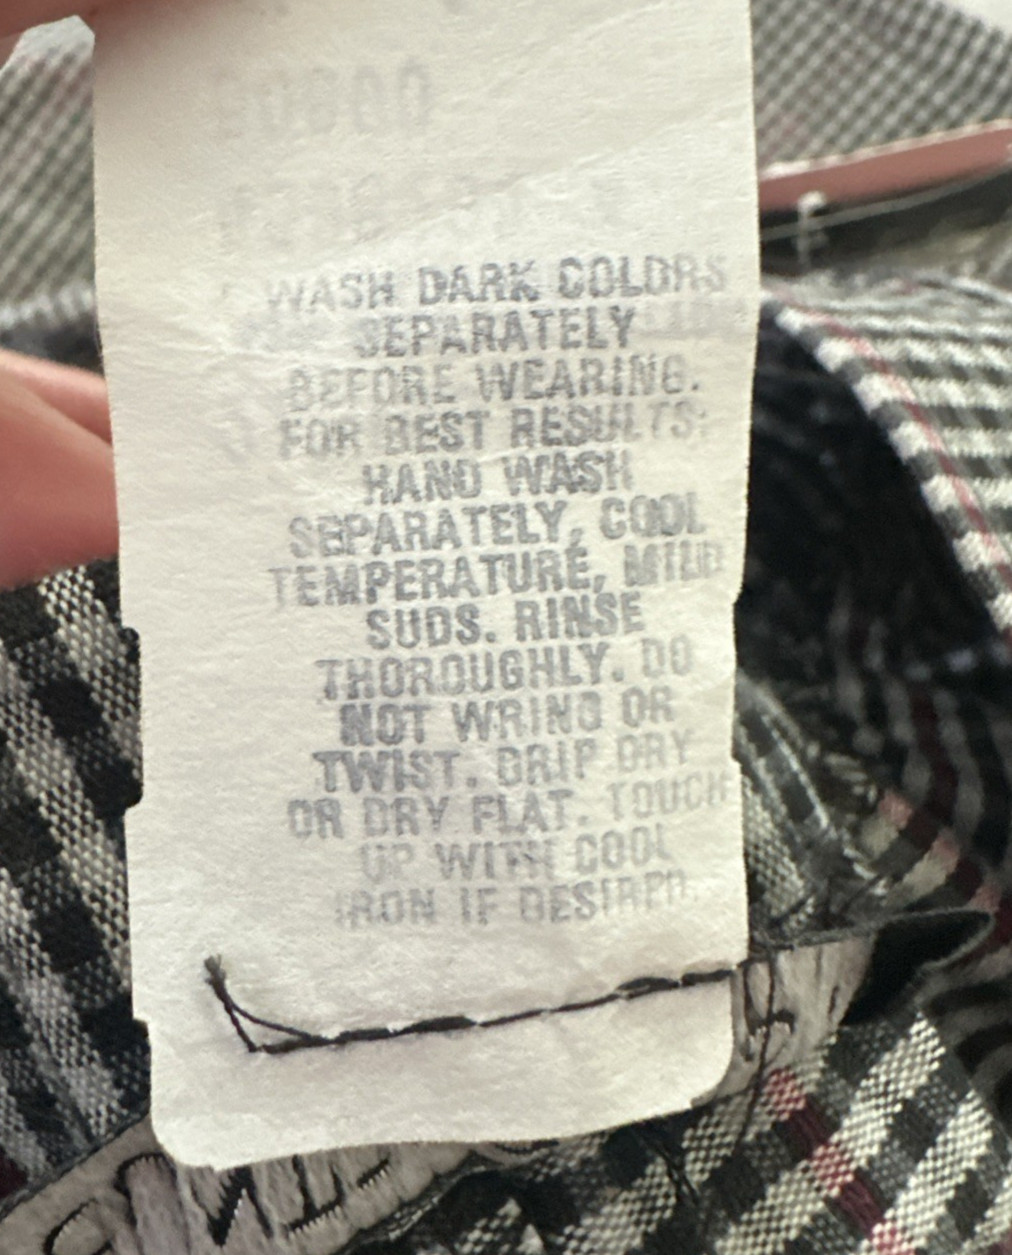 WASH DARK COLORS
SEPARATELY
BEFORE WEARING.
FOR BEST RESULTS:
HAND WASH
SEPARATELY, COOL
TEMPERATURE, MILD
SUDS. RINSE
THOROUGHLY. DO
NOT WRING OR
TWIST. DRIP DRY
OR DRY FLAT. TOUCH
UP WITH COOL
IRON IF DESIRED.